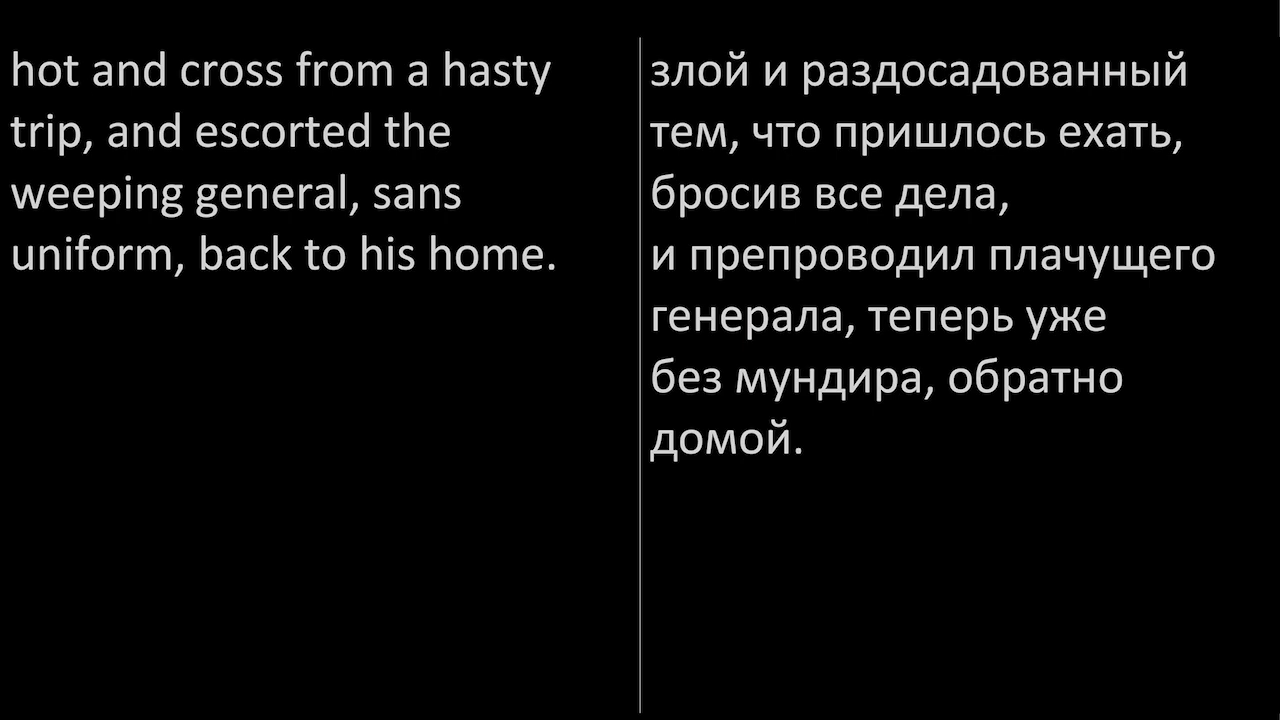 hot and cross from a hasty
trip, and escorted the
weeping general, sans
uniform, back to his home.
злой и раздосадованный
тем, что пришлось ехать,
бросив все дела,
и препроводил плачущего
генерала, теперь уже
без мундира, обратно
домой.